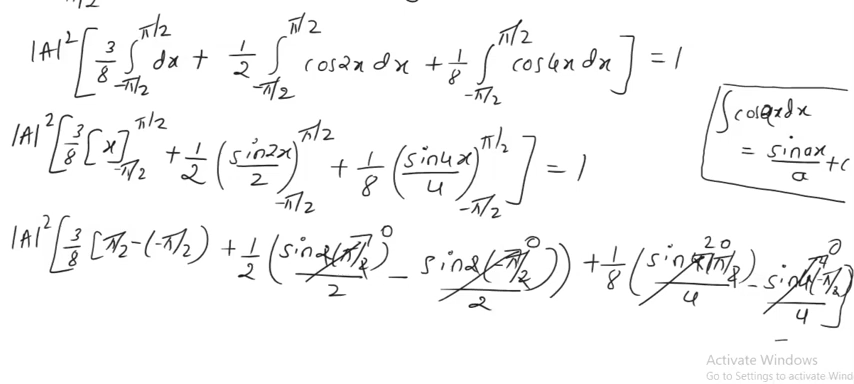 |A|² [ 3/8 ∫_{-π/2}^{π/2} dx + 1/2 ∫_{-π/2}^{π/2} cos2x dx + 1/8 ∫_{-π/2}^{π/2} cos4x dx ] = 1
∫ cosax dx
= sin ax / a + c
|A|² [ 3/8 [x]_{-π/2}^{π/2} + 1/2 ( sin2x / 2 )_{-π/2}^{π/2} + 1/8 ( sin4x / 4 )_{-π/2}^{π/2} ] = 1
|A|² [ 3/8 [ π/2 - (-π/2) ) + 1/2 ( sin2(π/2) / 2 - sin2(-π/2) / 2 ) ) + 1/8 ( sin4(π/2) / 4 ) - sin4(-π/2) / 4 ]
Activate Windows
Go to Settings to activate Wind